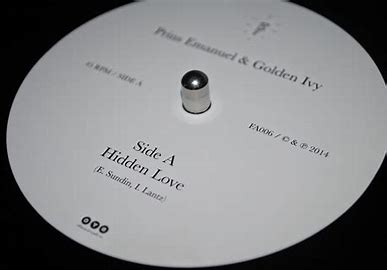 Prins Emanuel & Golden Ivy
45 RPM / SIDE A
FA006 / © & ℗ 2014
Side A
Hidden Love
(E. Sundin, I. Lantz)